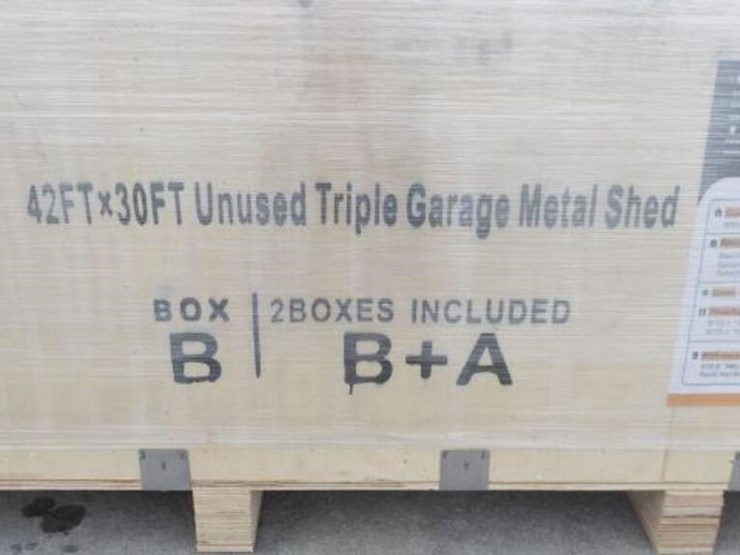 42FT×30FT Unused Triple Garage Metal Shed
BOX | 2BOXES INCLUDED
B | B+A